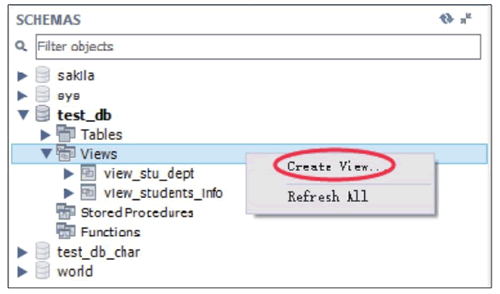 SCHEMAS
Filter objects
sakila
sys
test_db
Tables
Views
view_stu_dept
Create View...
view_students_info
Refresh All
Stored Procedures
Functions
test_db_char
world